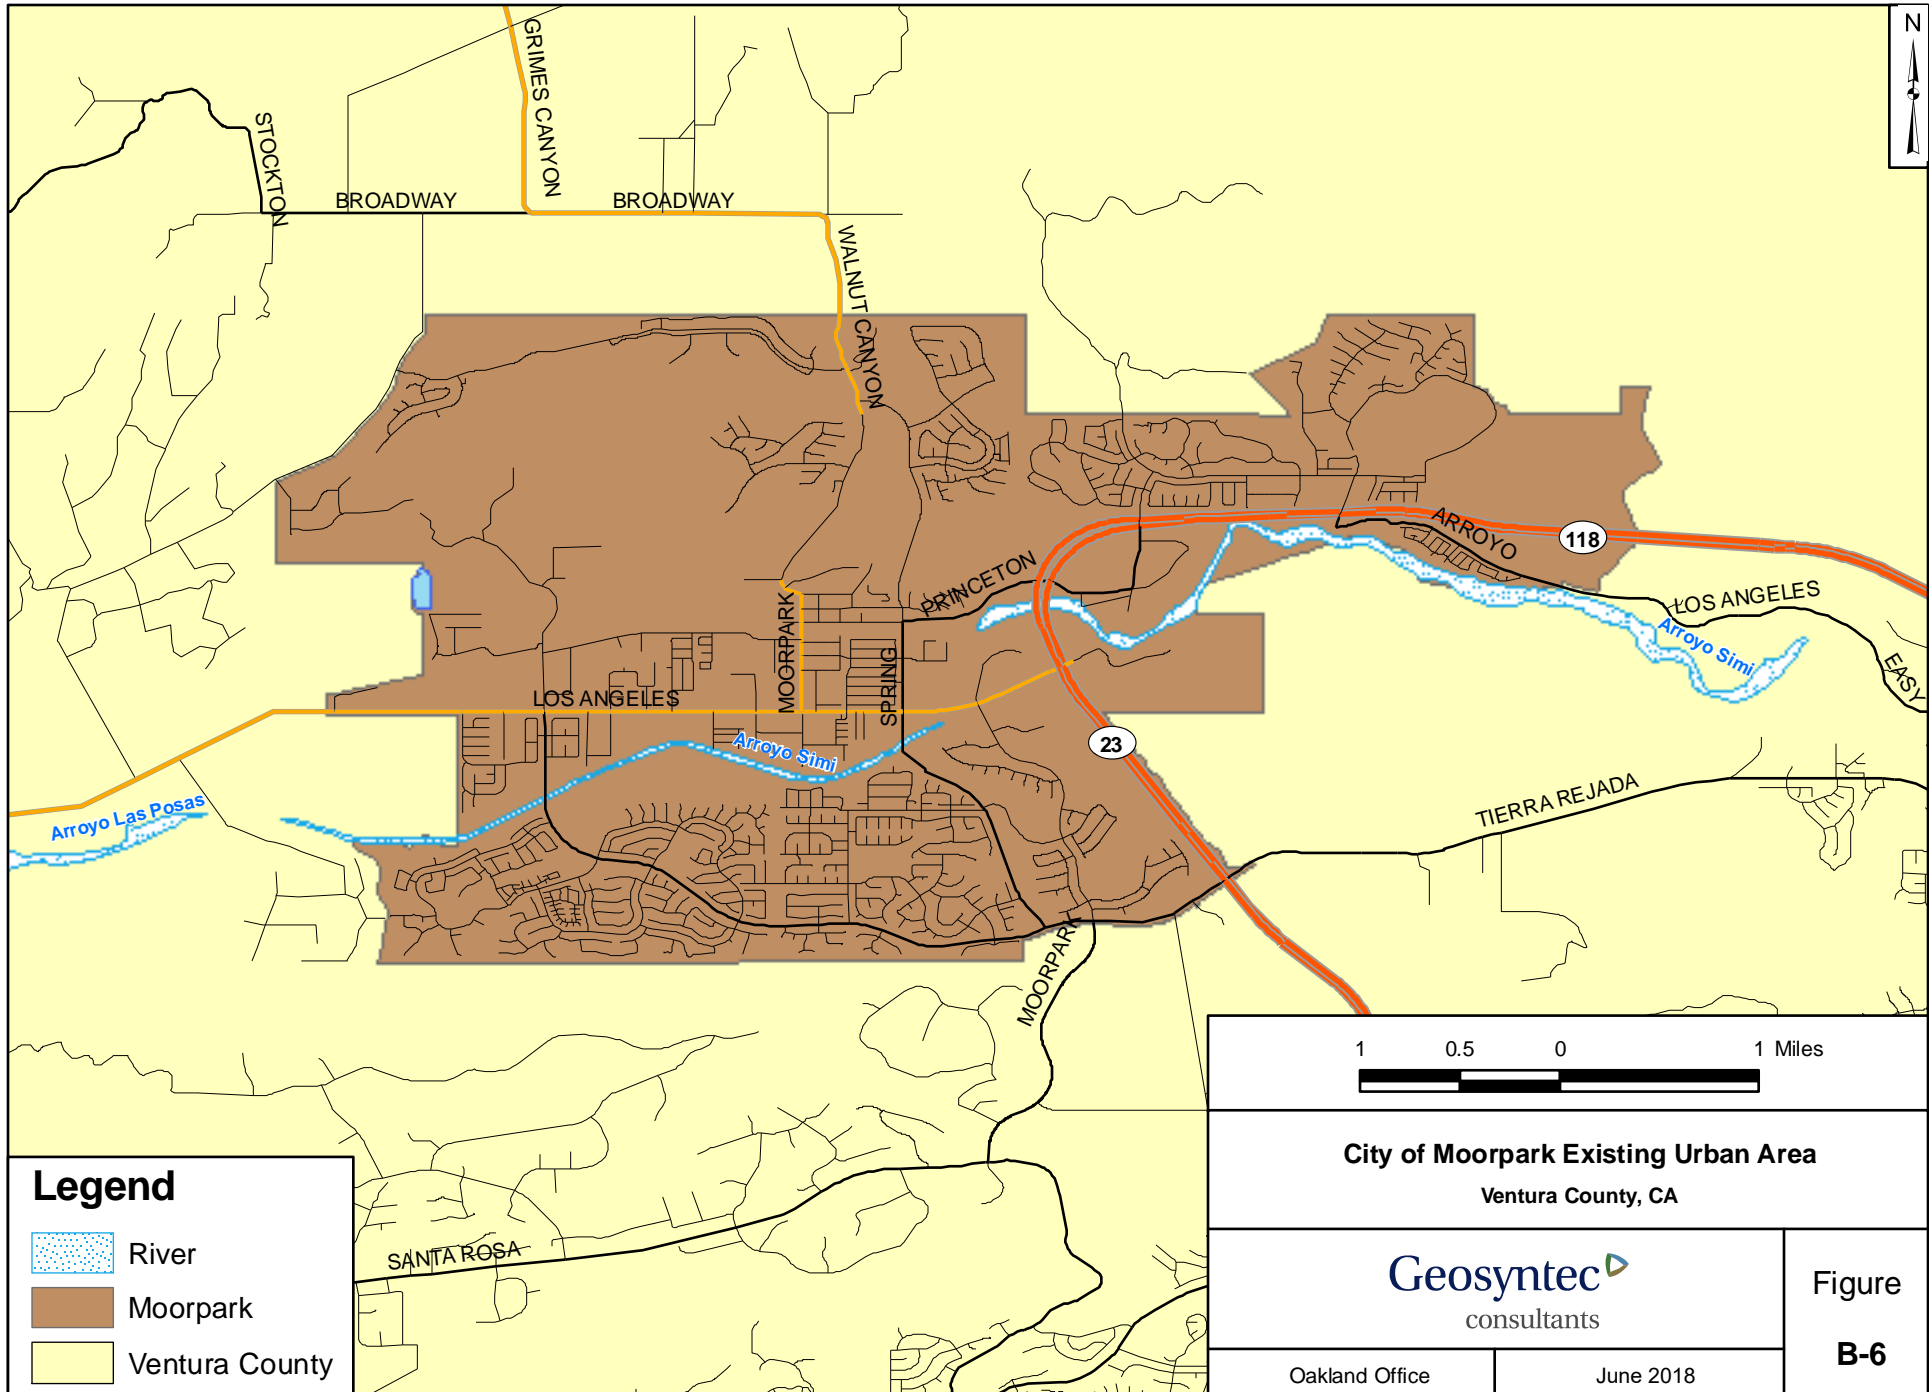 N
GRIMES CANYON
STOCKTON
BROADWAY
BROADWAY
WALNUT CANYON
ARROYO
118
PRINCETON
LOS ANGELES
Arroyo Simi
EASY
MOORPARK
SPRING
LOS ANGELES
Arroyo Simi
23
TIERRA REJADA
Arroyo Las Posas
MOORPARK
SANTA ROSA
1 0.5 0 1 Miles
City of Moorpark Existing Urban Area
Ventura County, CA
Geosyntec
consultants
Figure
B-6
Oakland Office
June 2018
Legend
River
Moorpark
Ventura County